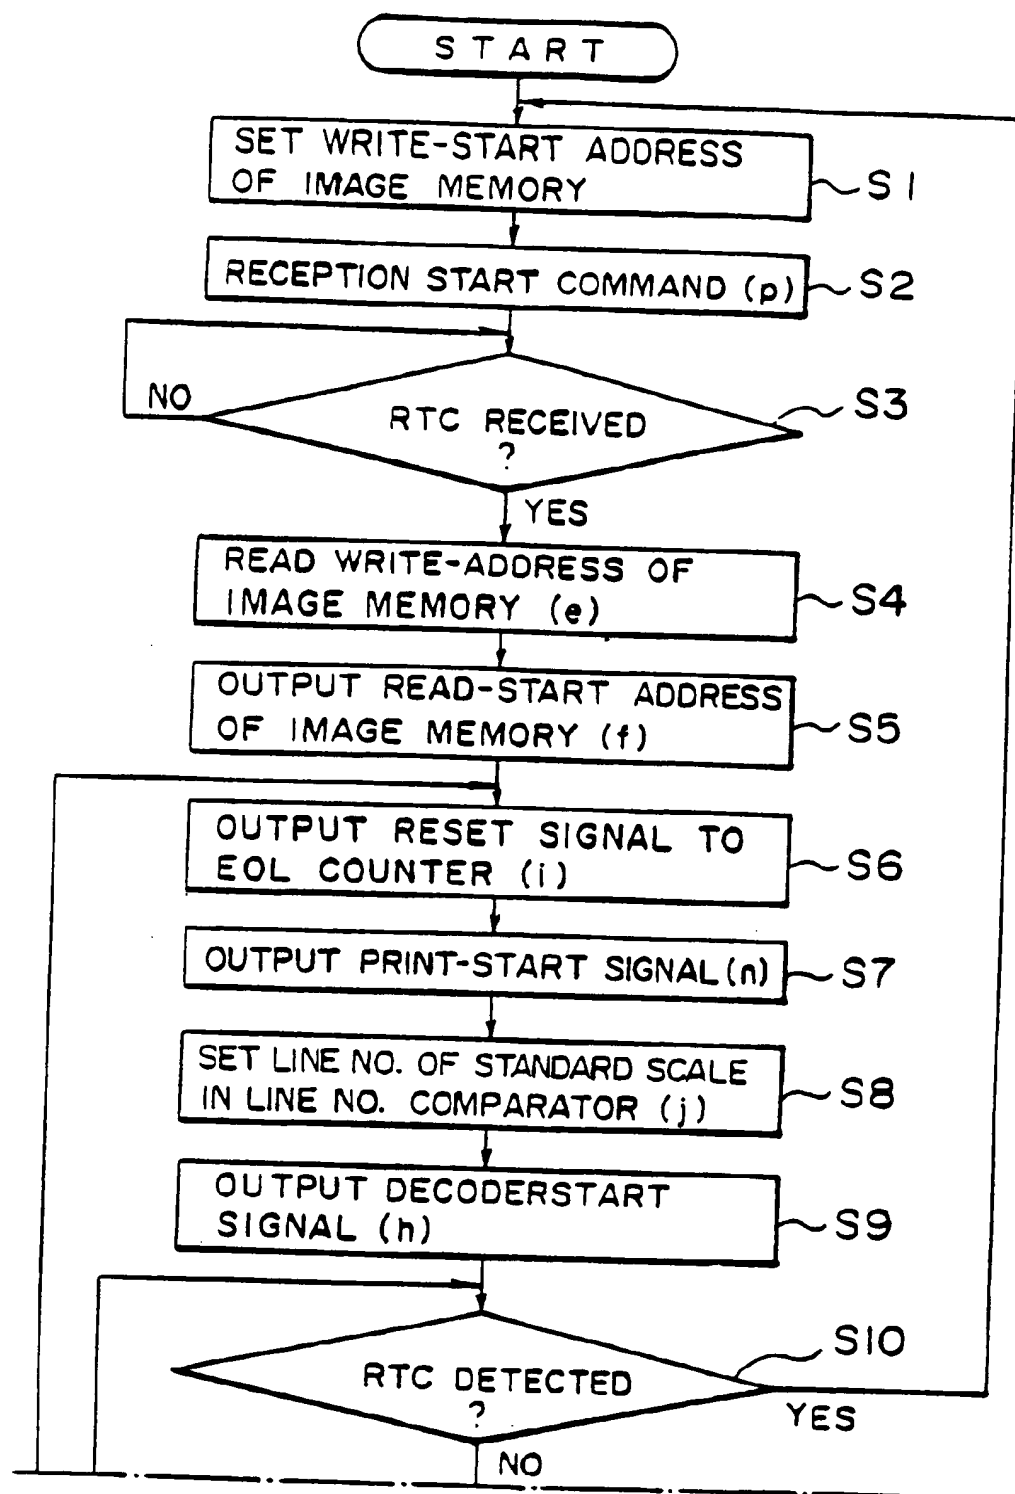 START
SET WRITE-START ADDRESS
OF IMAGE MEMORY
S1
RECEPTION START COMMAND (p)
S2
NO
RTC RECEIVED
?
S3
YES
READ WRITE-ADDRESS OF
IMAGE MEMORY (e)
S4
OUTPUT READ-START ADDRESS
OF IMAGE MEMORY (f)
S5
OUTPUT RESET SIGNAL TO
EOL COUNTER (i)
S6
OUTPUT PRINT-START SIGNAL (n)
S7
SET LINE NO. OF STANDARD SCALE
IN LINE NO. COMPARATOR (j)
S8
OUTPUT DECODERSTART
SIGNAL (h)
S9
RTC DETECTED
?
S10
YES
NO